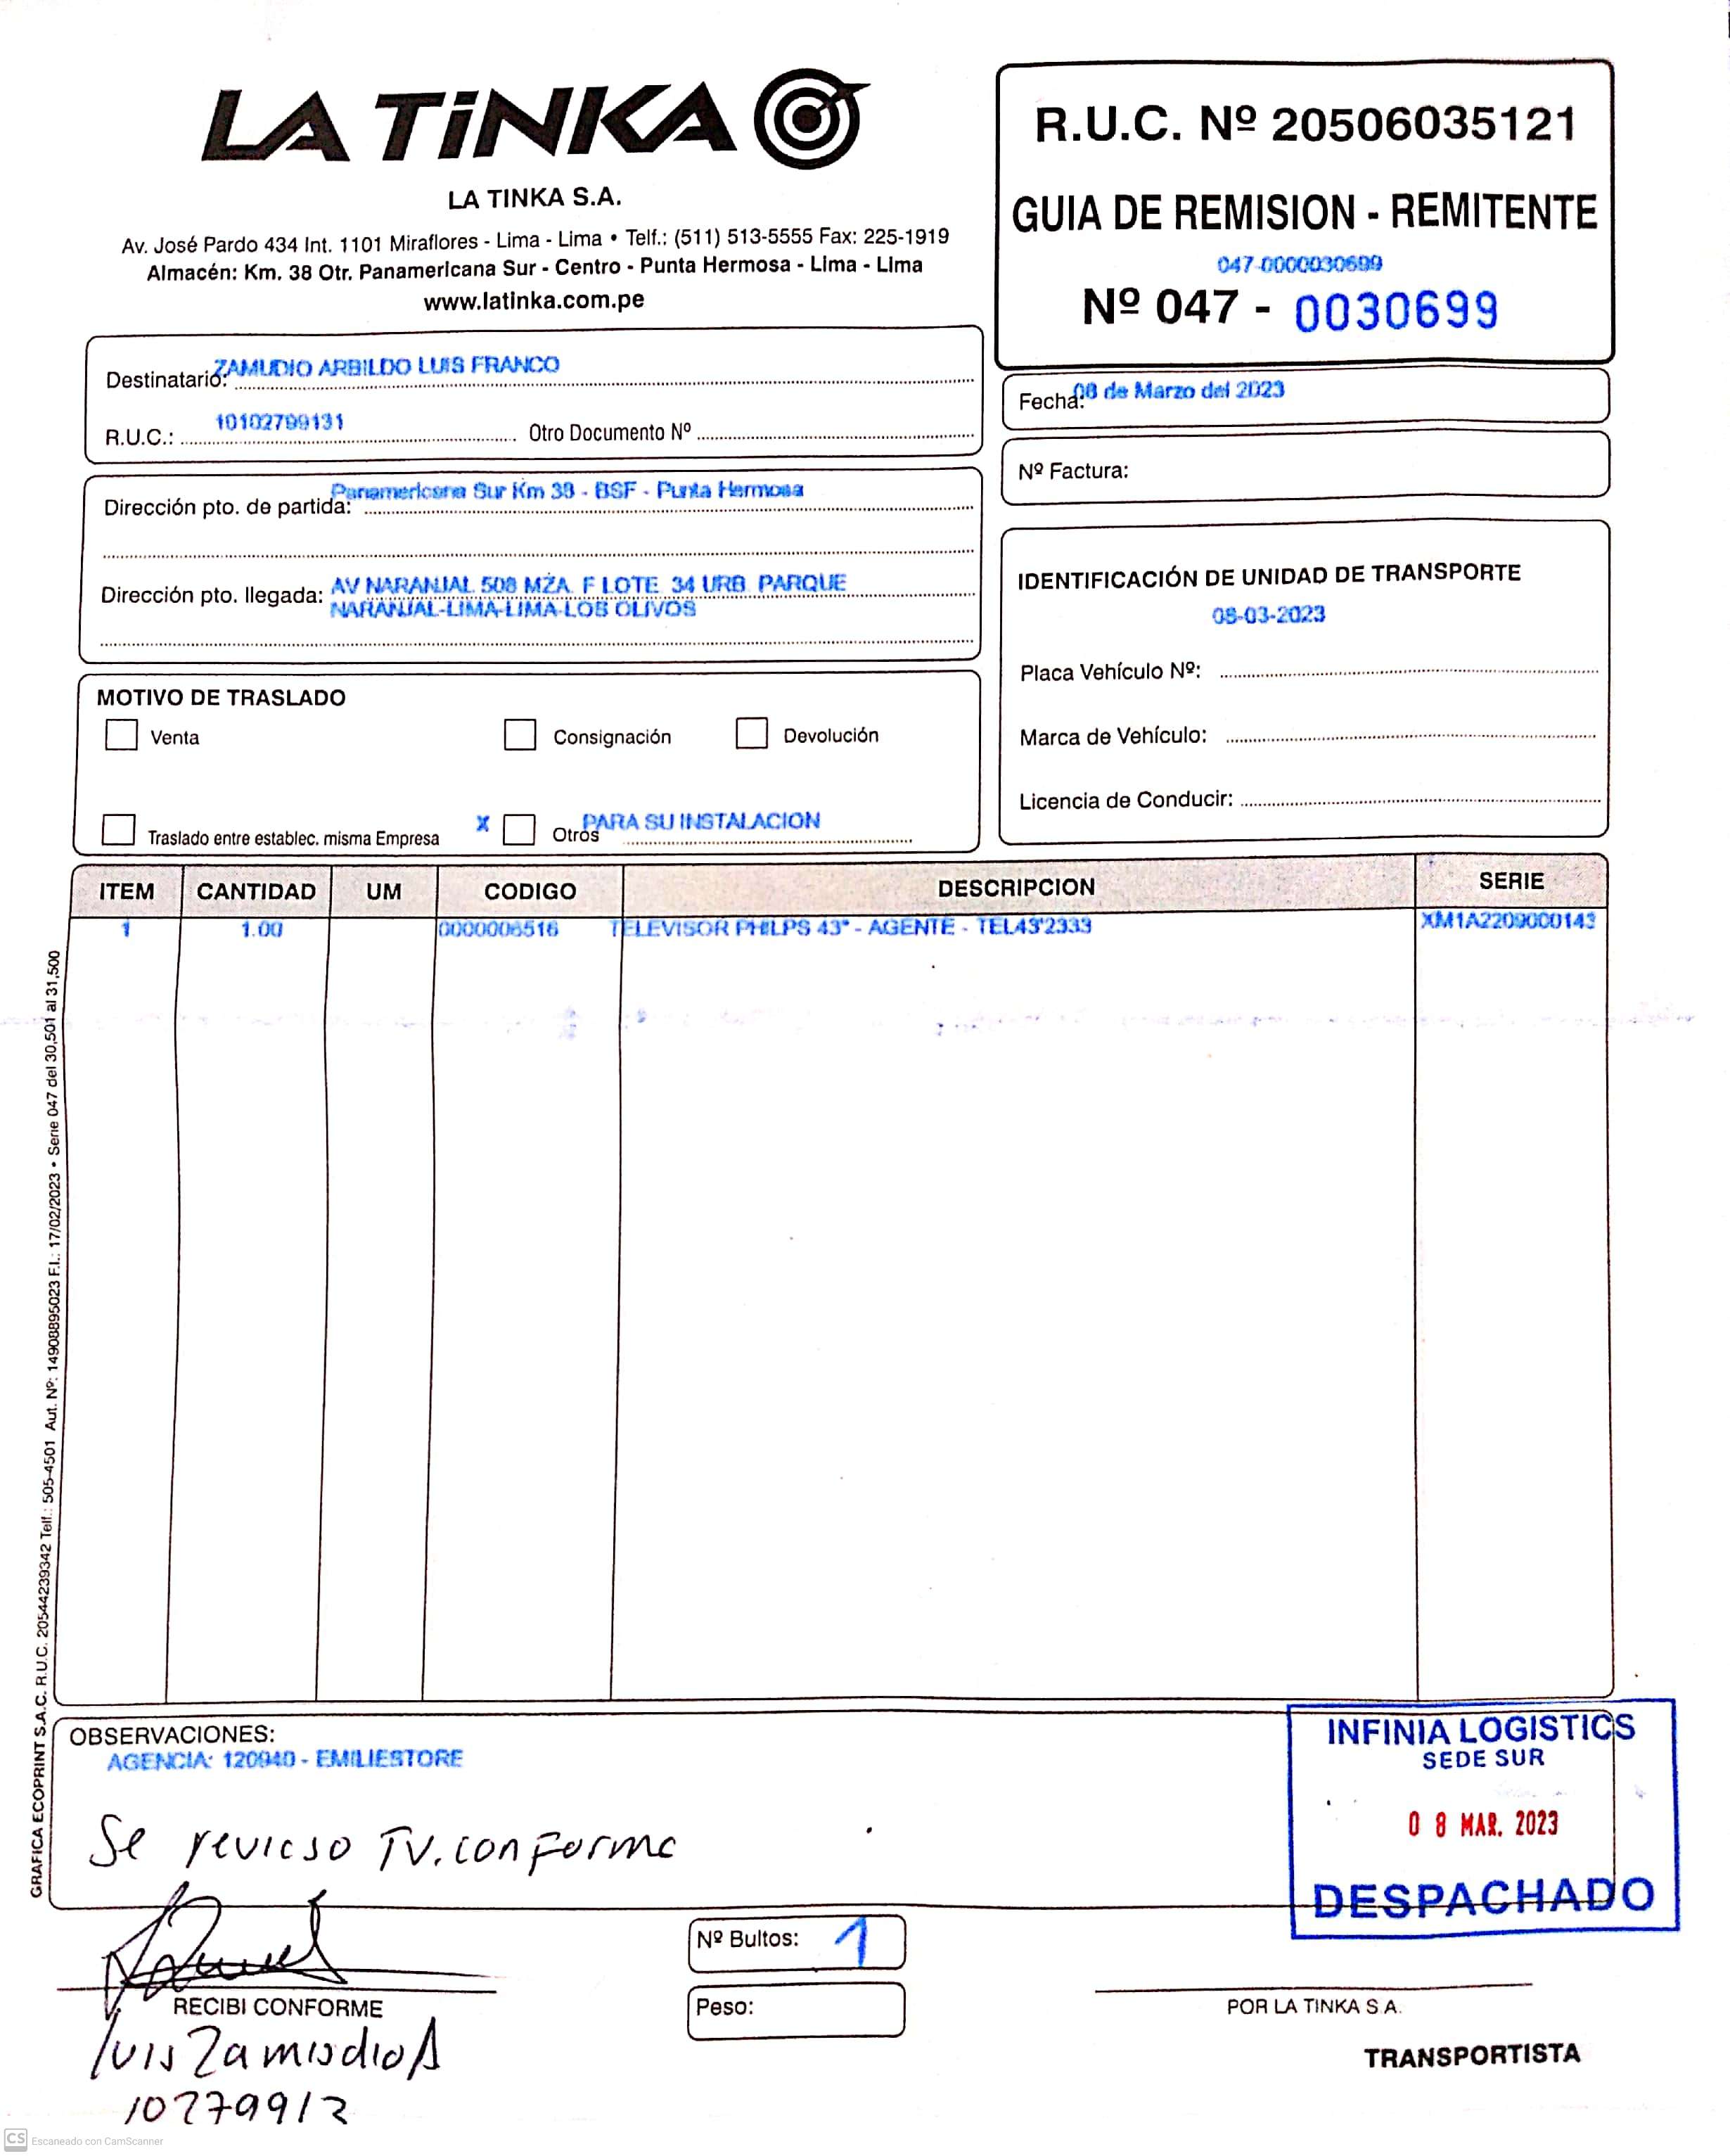 LA TiNKA
LA TINKA S.A.
Av. José Pardo 434 Int. 1101 Miraflores - Lima - Lima • Telf.: (511) 513-5555 Fax: 225-1919
Almacén: Km. 38 Otr. Panamericana Sur - Centro - Punta Hermosa - Lima - Lima
www.latinka.com.pe
R.U.C. Nº 20506035121
GUIA DE REMISION - REMITENTE
047-0000030699
Nº 047 - 0030699
Destinatario: ZAMUDIO ARBILDO LUIS FRANCO
R.U.C.: 10102799131 Otro Documento Nº
Fecha: 08 de Marzo del 2023
Nº Factura:
Dirección pto. de partida: Panamericana Sur Km 38 - BSF - Punta Hermosa
Dirección pto. llegada: AV NARANJAL 508 MZA. F LOTE. 34 URB. PARQUE
NARANJAL-LIMA-LIMA-LOS OLIVOS
IDENTIFICACIÓN DE UNIDAD DE TRANSPORTE
08-03-2023
Placa Vehículo Nº:
Marca de Vehículo:
Licencia de Conducir:
MOTIVO DE TRASLADO
Venta Consignación Devolución
Traslado entre establec. misma Empresa X Otros PARA SU INSTALACION
ITEM CANTIDAD UM CODIGO DESCRIPCION SERIE
1 1.00 0000006516 TELEVISOR PHILPS 43" - AGENTE - TEL43'2333 XM1A2209000143
GRAFICA ECOPRINT S.A.C. R.U.C. 20544239342 Telf.: 505-4501 Aut. Nº: 14908895023 F.I.: 17/02/2023 • Serie 047 del 30,501 al 31,500
OBSERVACIONES:
AGENCIA: 120940 - EMILIESTORE
Se revicso TV. conforme
INFINIA LOGISTICS
SEDE SUR
08 MAR. 2023
DESPACHADO
Nº Bultos: 1
Peso:
RECIBI CONFORME
Luis Zamudio A
10279913
POR LA TINKA S.A.
TRANSPORTISTA
CS Escaneado con CamScanner